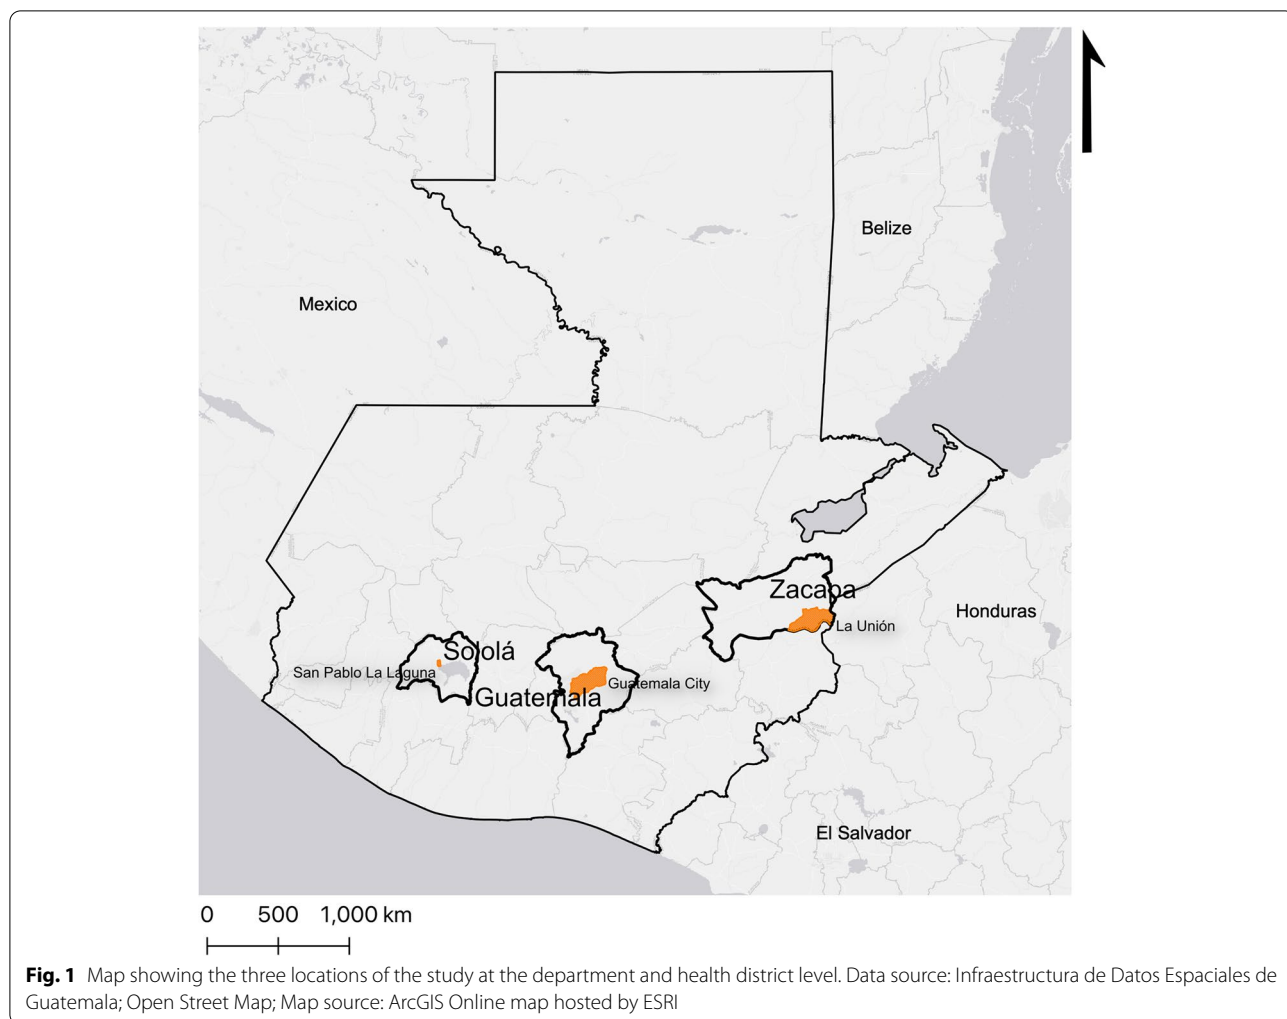 Belize
Mexico
Zacapa
Honduras
La Unión
Sololá
San Pablo La Laguna
Guatemala City
Guatemala
El Salvador
0 500 1,000 km
Fig. 1 Map showing the three locations of the study at the department and health district level. Data source: Infraestructura de Datos Espaciales de
Guatemala; Open Street Map; Map source: ArcGIS Online map hosted by ESRI